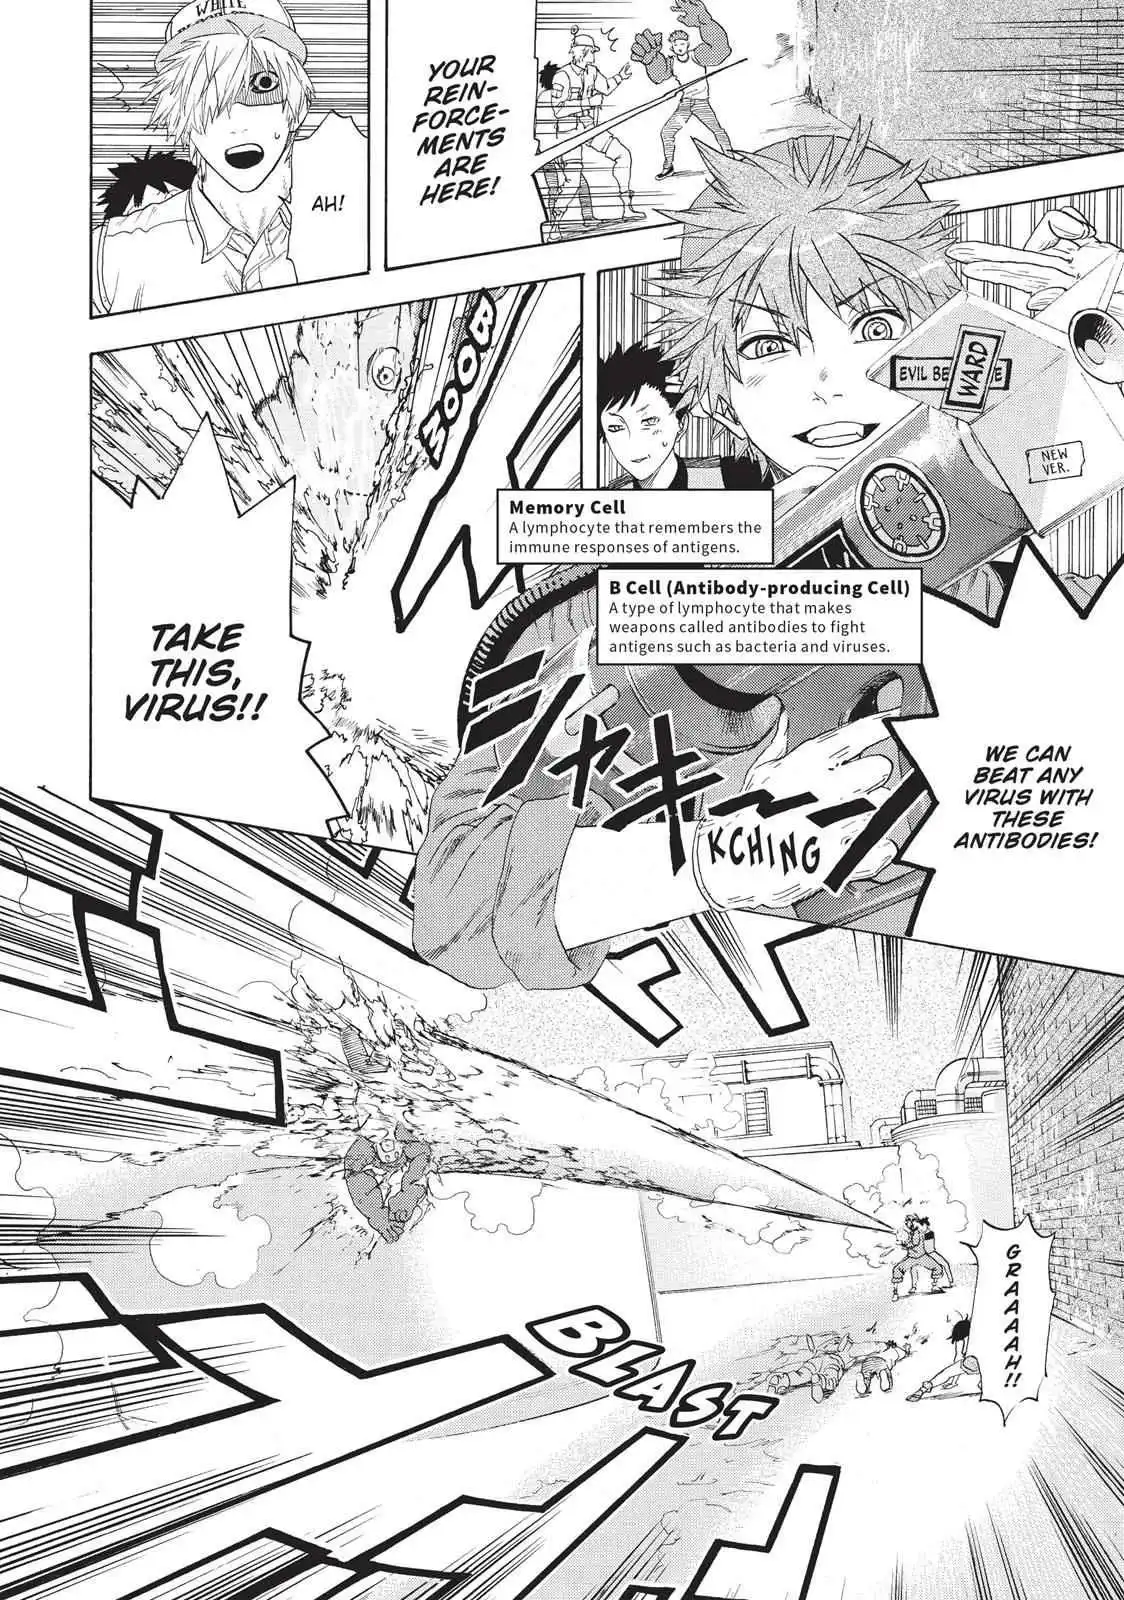 YOUR
REIN-
FORCE-
MENTS
ARE
HERE!
WHITE
AH!
EVIL BE
WARD
NEW
VER.
Memory Cell
A lymphocyte that remembers the
immune responses of antigens.
B Cell (Antibody-producing Cell)
A type of lymphocyte that makes
weapons called antibodies to fight
antigens such as bacteria and viruses.
シャキーン
KCHING
WE CAN
BEAT ANY
VIRUS WITH
THESE
ANTIBODIES!
BOOM
TAKE
THIS,
VIRUS!!
GRAAAAH!!
BLAST